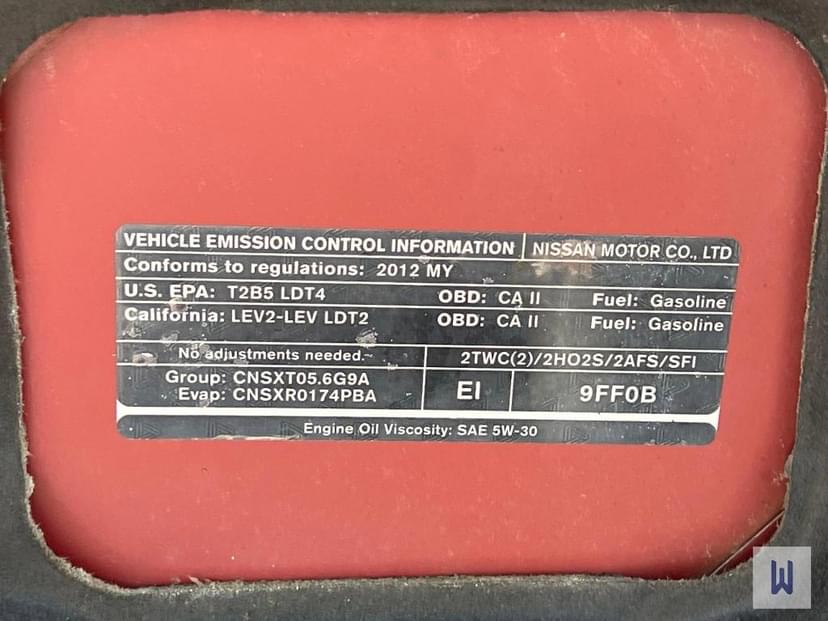 VEHICLE EMISSION CONTROL INFORMATION | NISSAN MOTOR CO., LTD
Conforms to regulations: 2012 MY
U.S. EPA: T2B5 LDT4 OBD: CA II Fuel: Gasoline
California: LEV2-LEV LDT2 OBD: CA II Fuel: Gasoline
No adjustments needed. 2TWC(2)/2HO2S/2AFS/SFI
Group: CNSXT05.6G9A
Evap: CNSXR0174PBA
EI 9FF0B
Engine Oil Viscosity: SAE 5W-30
W